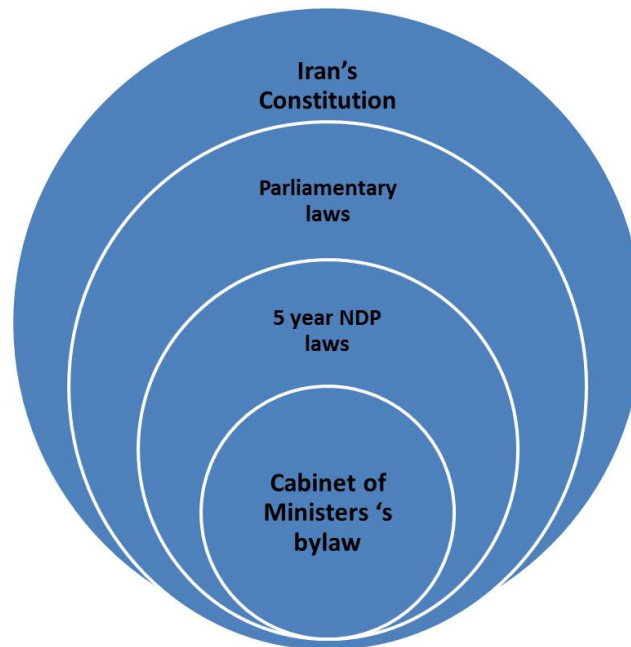 Iran's
Constitution
Parliamentary
laws
5 year NDP
laws
Cabinet of
Ministers ‘s
bylaw